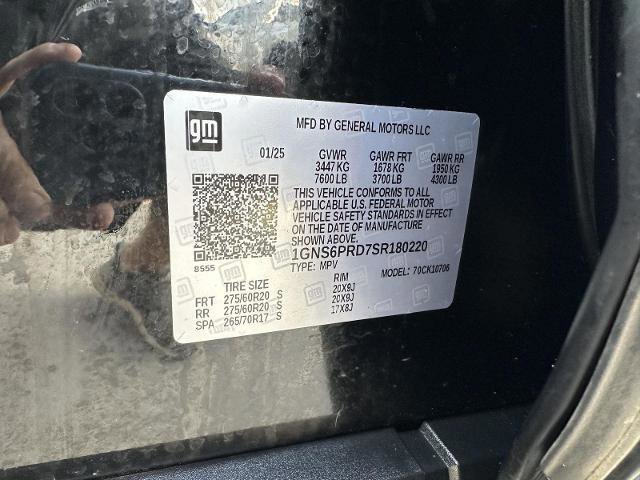 gm
MFD BY GENERAL MOTORS LLC
01/25 GVWR GAWR FRT GAWR RR
3447 KG 1678 KG 1950 KG
7600 LB 3700 LB 4300 LB
THIS VEHICLE CONFORMS TO ALL
APPLICABLE U.S. FEDERAL MOTOR
VEHICLE SAFETY STANDARDS IN EFFECT
ON THE DATE OF MANUFACTURE
SHOWN ABOVE.
1GNS6PRD7SR180220
8555
TYPE: MPV MODEL: 70CK10706
TIRE SIZE RIM
FRT 275/60R20 S 20X9J
RR 275/60R20 S 20X9J
SPA 265/70R17 S 17X8J